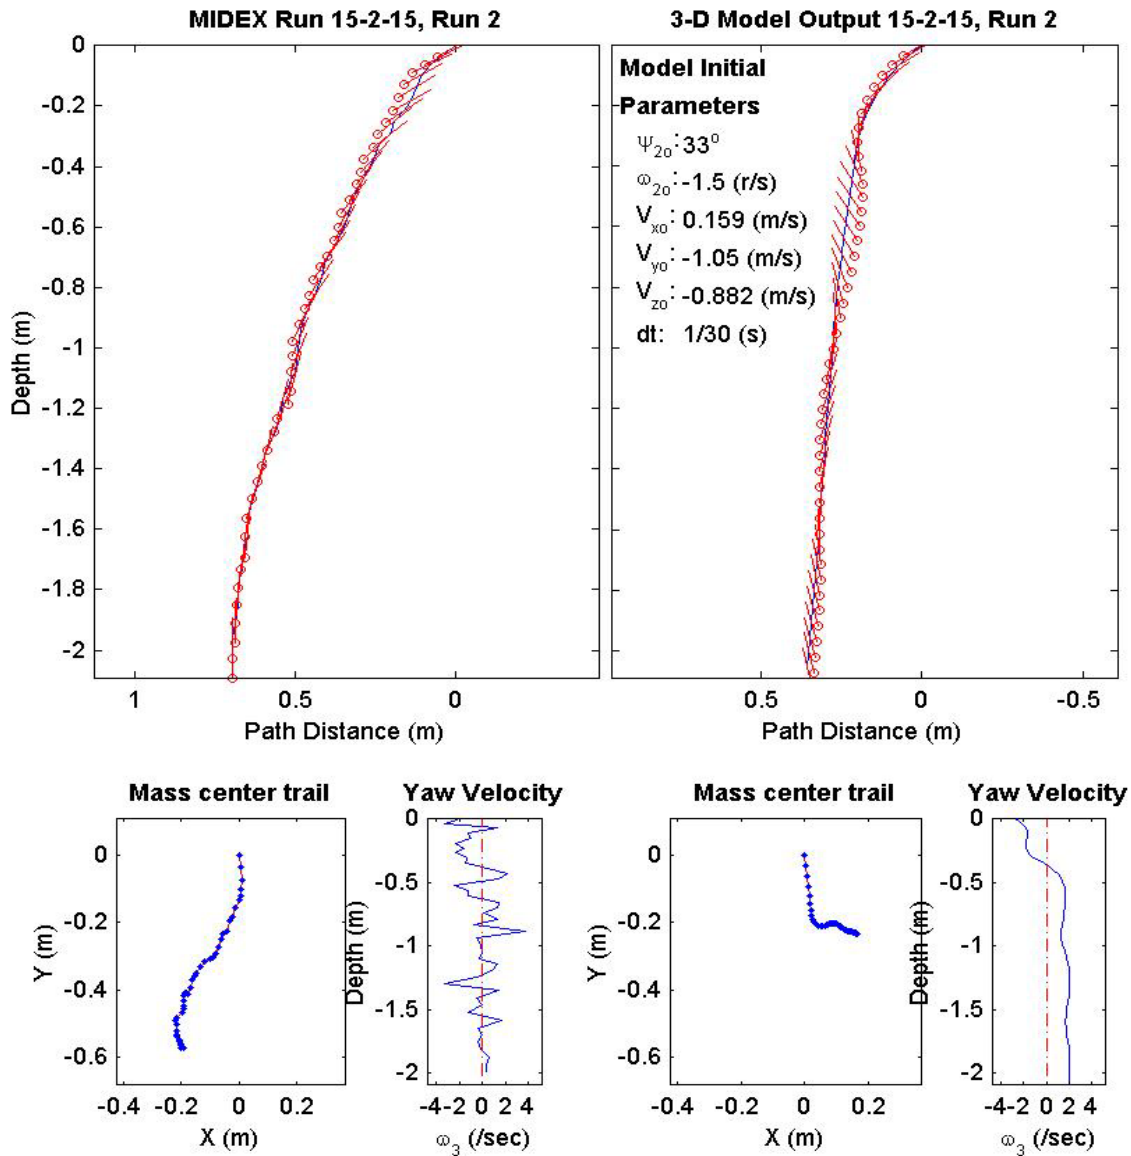 MIDEX Run 15-2-15, Run 2
3-D Model Output 15-2-15, Run 2
0
-0.2
-0.4
-0.6
-0.8
-1
-1.2
-1.4
-1.6
-1.8
-2
Depth (m)
1 0.5 0
Path Distance (m)
Model Initial
Parameters
Ψ2o: 33o
ω2o: -1.5 (r/s)
Vxo: 0.159 (m/s)
Vyo: -1.05 (m/s)
Vzo: -0.882 (m/s)
dt: 1/30 (s)
0.5 0 -0.5
Path Distance (m)
Mass center trail
0
-0.2
-0.4
-0.6
Y (m)
-0.4 -0.2 0 0.2
X (m)
Yaw Velocity
0
-0.5
-1
-1.5
-2
Depth (m)
-4 -2 0 2 4
ω3 (/sec)
Mass center trail
0
-0.2
-0.4
-0.6
Y (m)
-0.4 -0.2 0 0.2
X (m)
Yaw Velocity
0
-0.5
-1
-1.5
-2
Depth (m)
-4 -2 0 2 4
ω3 (/sec)